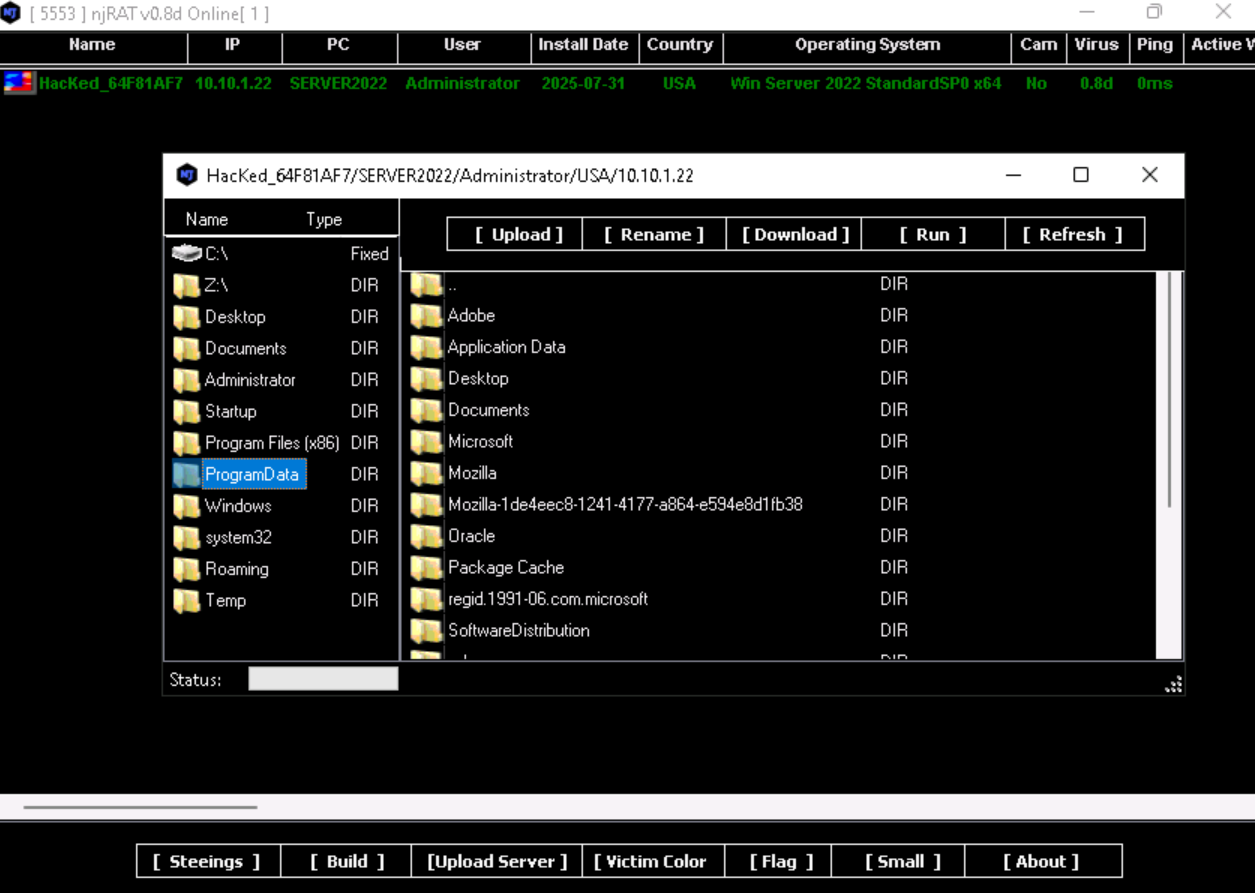 [ 5553 ] njRAT v0.8d Online[ 1 ]
Name IP PC User Install Date Country Operating System Cam Virus Ping Active
HacKed_64F81AF7 10.10.1.22 SERVER2022 Administrator 2025-07-31 USA Win Server 2022 StandardSP0 x64 No 0.8d 0ms
HacKed_64F81AF7/SERVER2022/Administrator/USA/10.10.1.22
Name Type
[ Upload ] [ Rename ] [ Download ] [ Run ] [ Refresh ]
C:\ Fixed
Z:\ DIR
Desktop DIR
Documents DIR
Administrator DIR
Startup DIR
Program Files (x86) DIR
ProgramData DIR
Windows DIR
system32 DIR
Roaming DIR
Temp DIR
.. DIR
Adobe DIR
Application Data DIR
Desktop DIR
Documents DIR
Microsoft DIR
Mozilla DIR
Mozilla-1de4eec8-1241-4177-a864-e594e8d1fb38 DIR
Oracle DIR
Package Cache DIR
regid.1991-06.com.microsoft DIR
SoftwareDistribution DIR
Status:
[ Steeings ] [ Build ] [Upload Server ] [ Victim Color [ Flag ] [ Small ] [ About ]